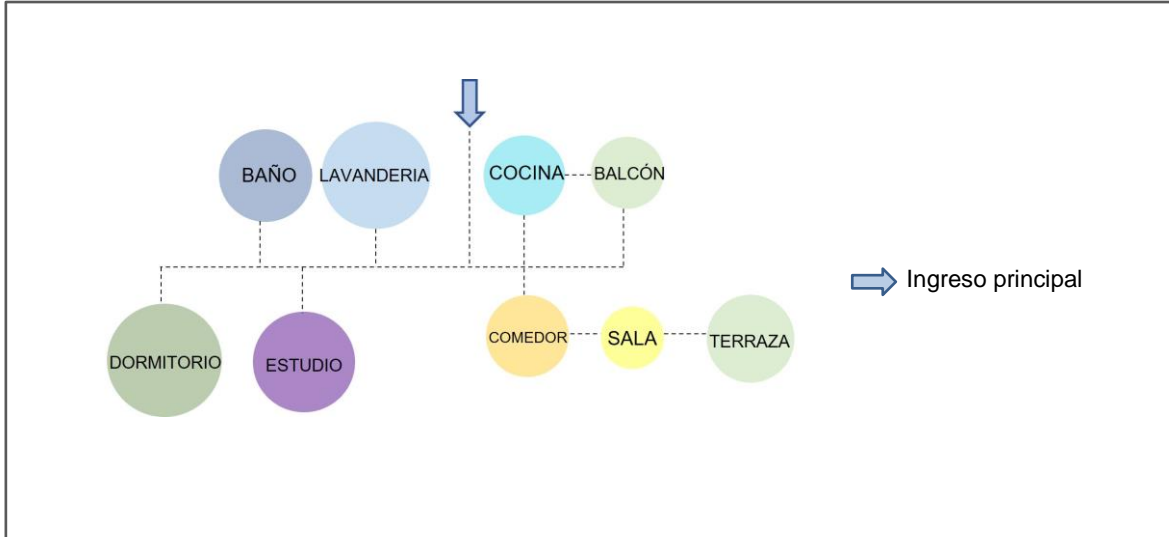 BAÑO
LAVANDERIA
COCINA
BALCÓN
Ingreso principal
DORMITORIO
ESTUDIO
COMEDOR
SALA
TERRAZA